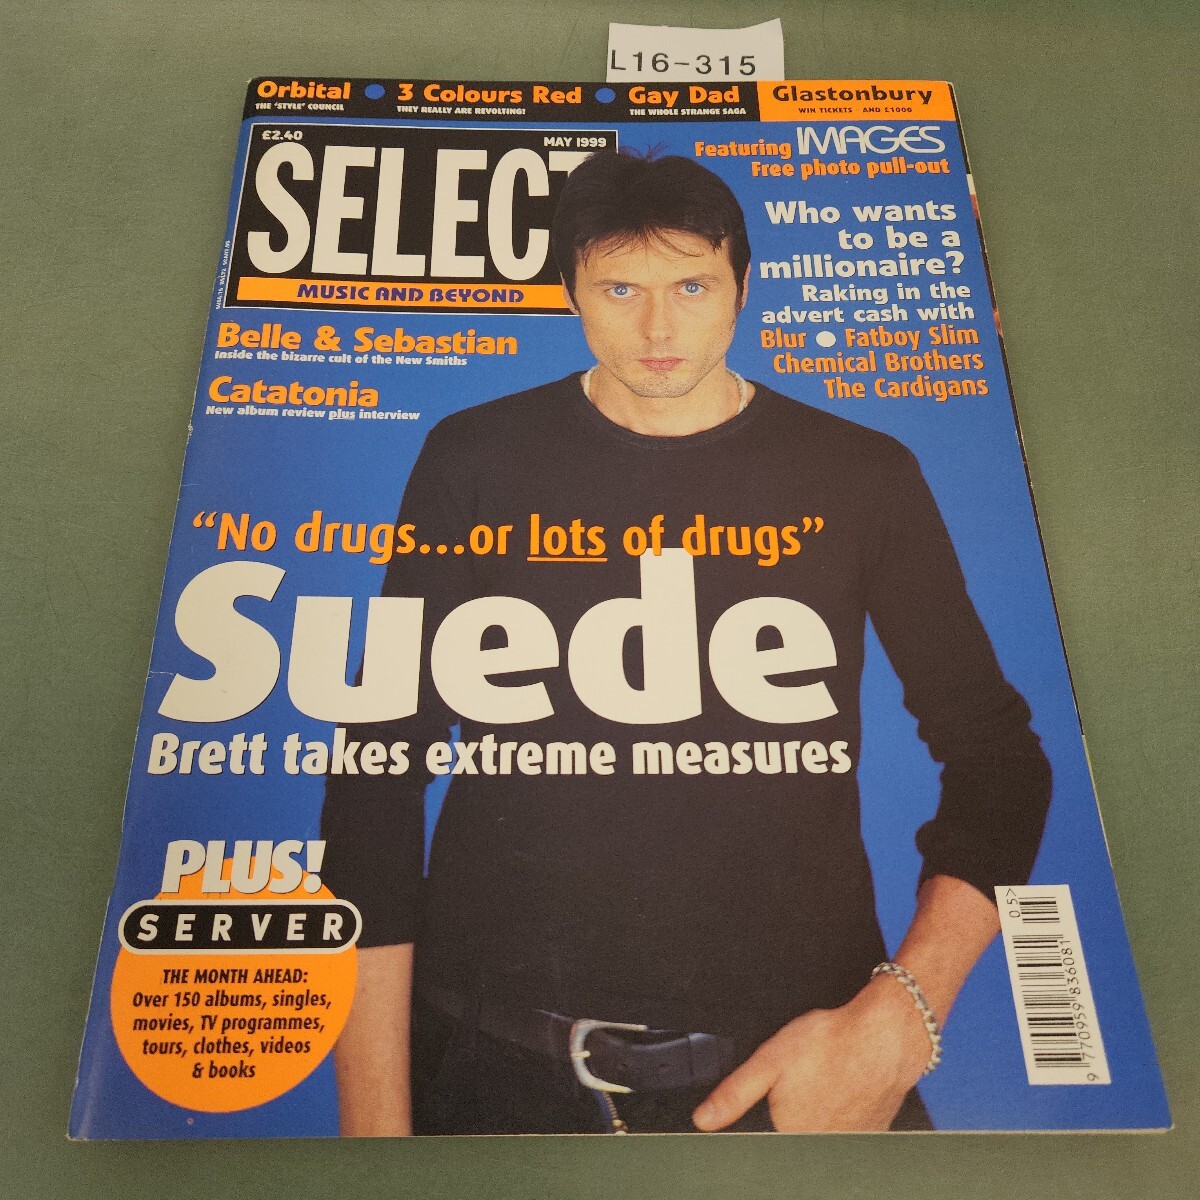 L16-315
Orbital • 3 Colours Red • Gay Dad
THE 'STYLE' COUNCIL
THEY REALLY ARE REVOLTING!
THE WHOLE STRANGE SAGA
Glastonbury
WIN TICKETS AND £1000
£2.40
MAY 1999
SELECT
MUSIC AND BEYOND
Featuring IMAGES
Free photo pull-out
Who wants
to be a
millionaire?
Raking in the
advert cash with
Blur ● Fatboy Slim
Chemical Brothers
The Cardigans
Belle & Sebastian
Inside the bizarre cult of the New Smiths
Catatonia
New album review plus interview
“No drugs...or lots of drugs”
Suede
Brett takes extreme measures
PLUS!
SERVER
THE MONTH AHEAD:
Over 150 albums, singles,
movies, TV programmes,
tours, clothes, videos
& books
05>
9 770959 836081